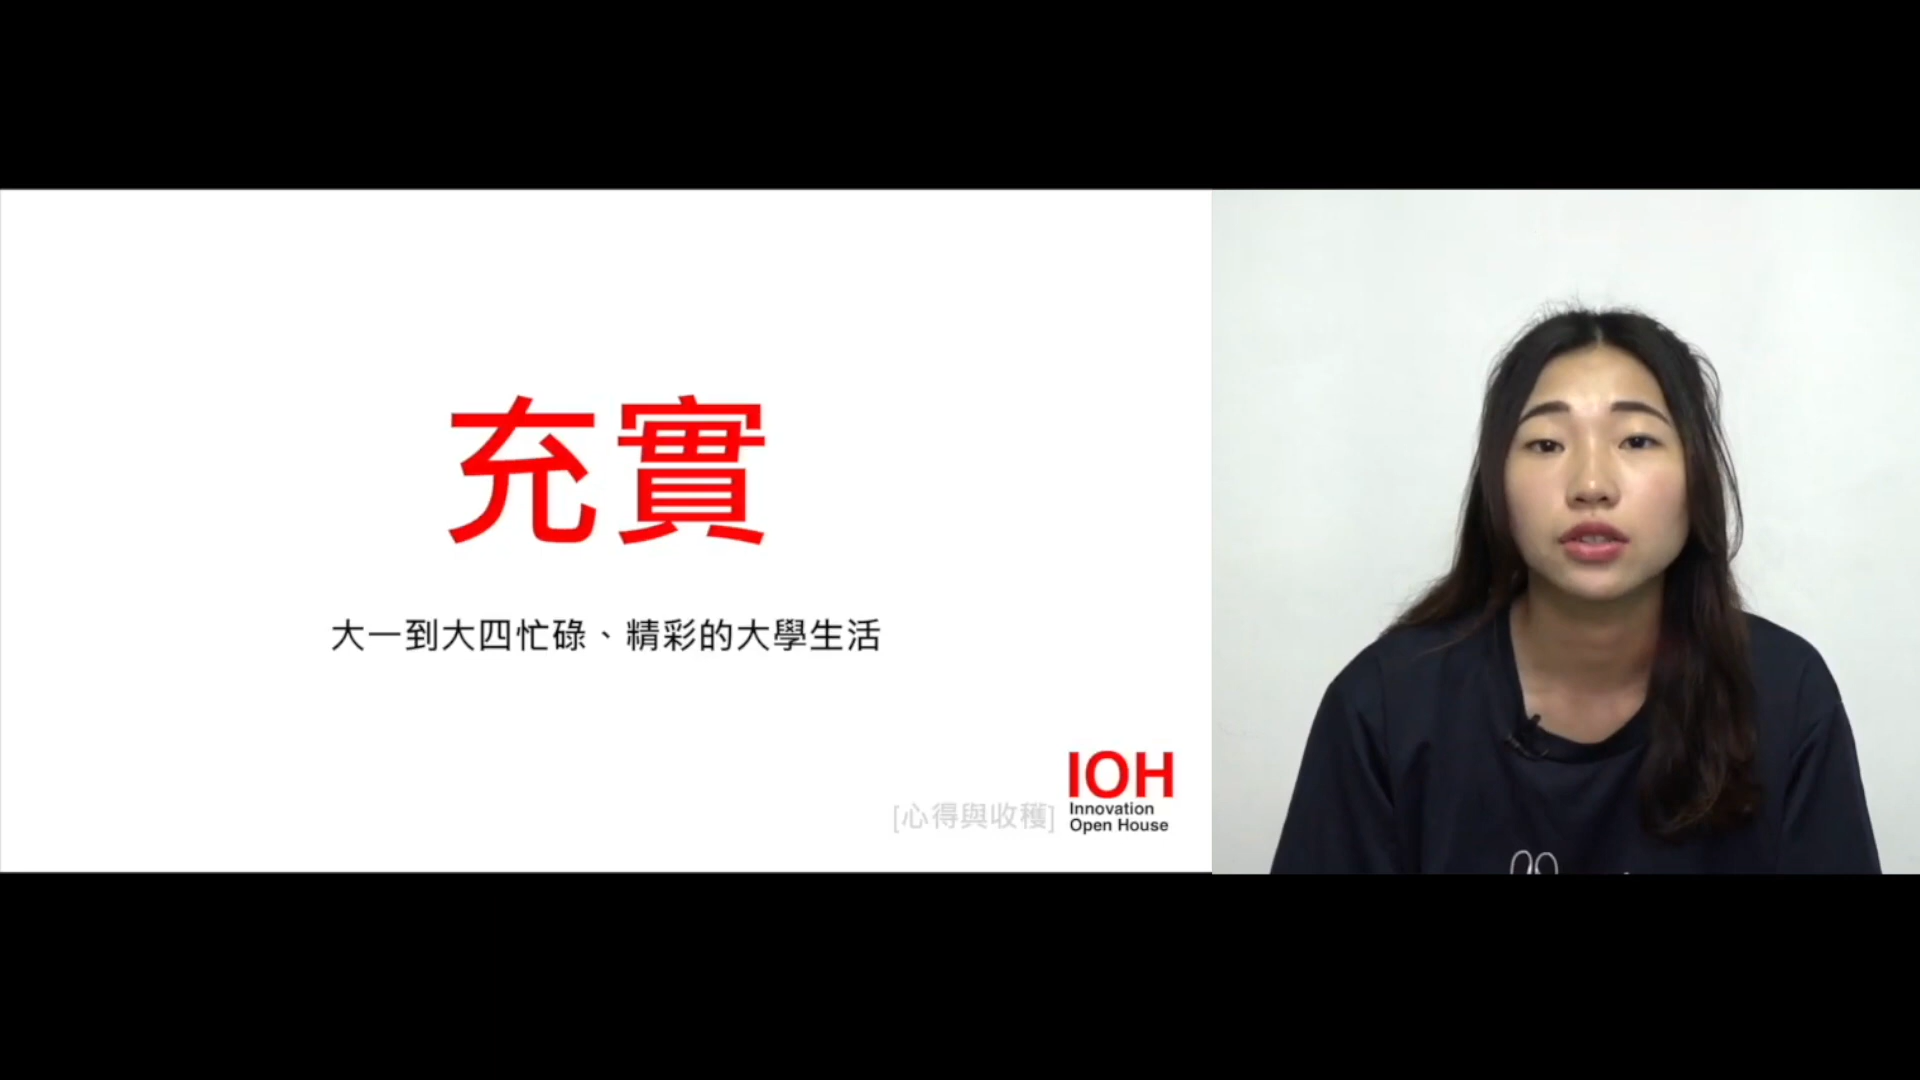 充實
大一到大四忙碌、精彩的大學生活
[心得與收穫]
IOH
Innovation
Open House